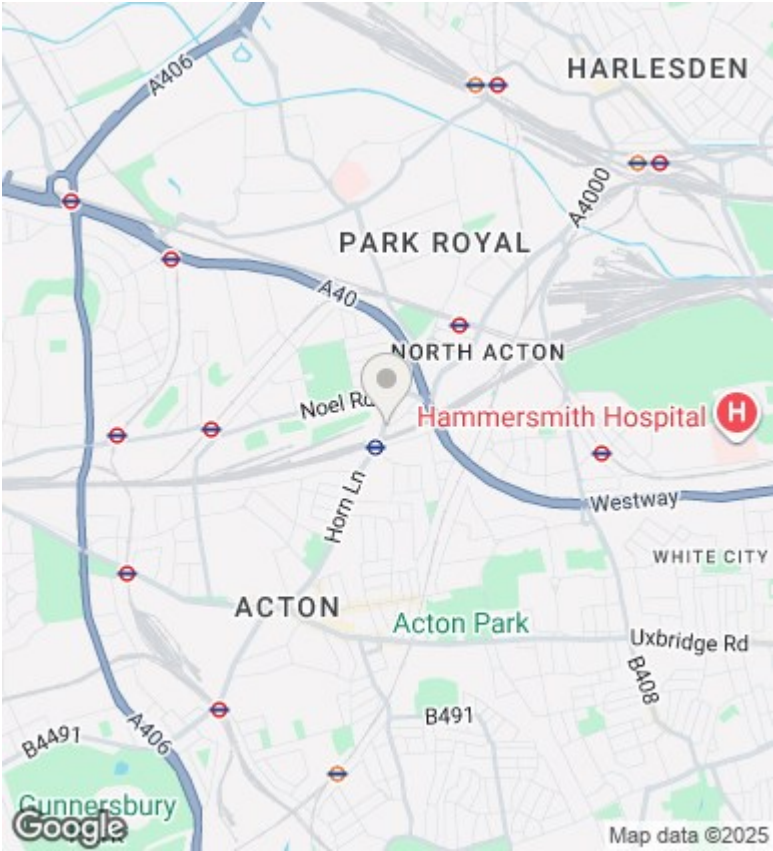 A406
HARLESDEN
A4000
PARK ROYAL
A40
NORTH ACTON
Noel Rd
Hammersmith Hospital
H
Horn Ln
Westway
WHITE CITY
ACTON
Acton Park
Uxbridge Rd
B408
B491
A406
B4491
Gunnersbury
Google
Map data ©2025